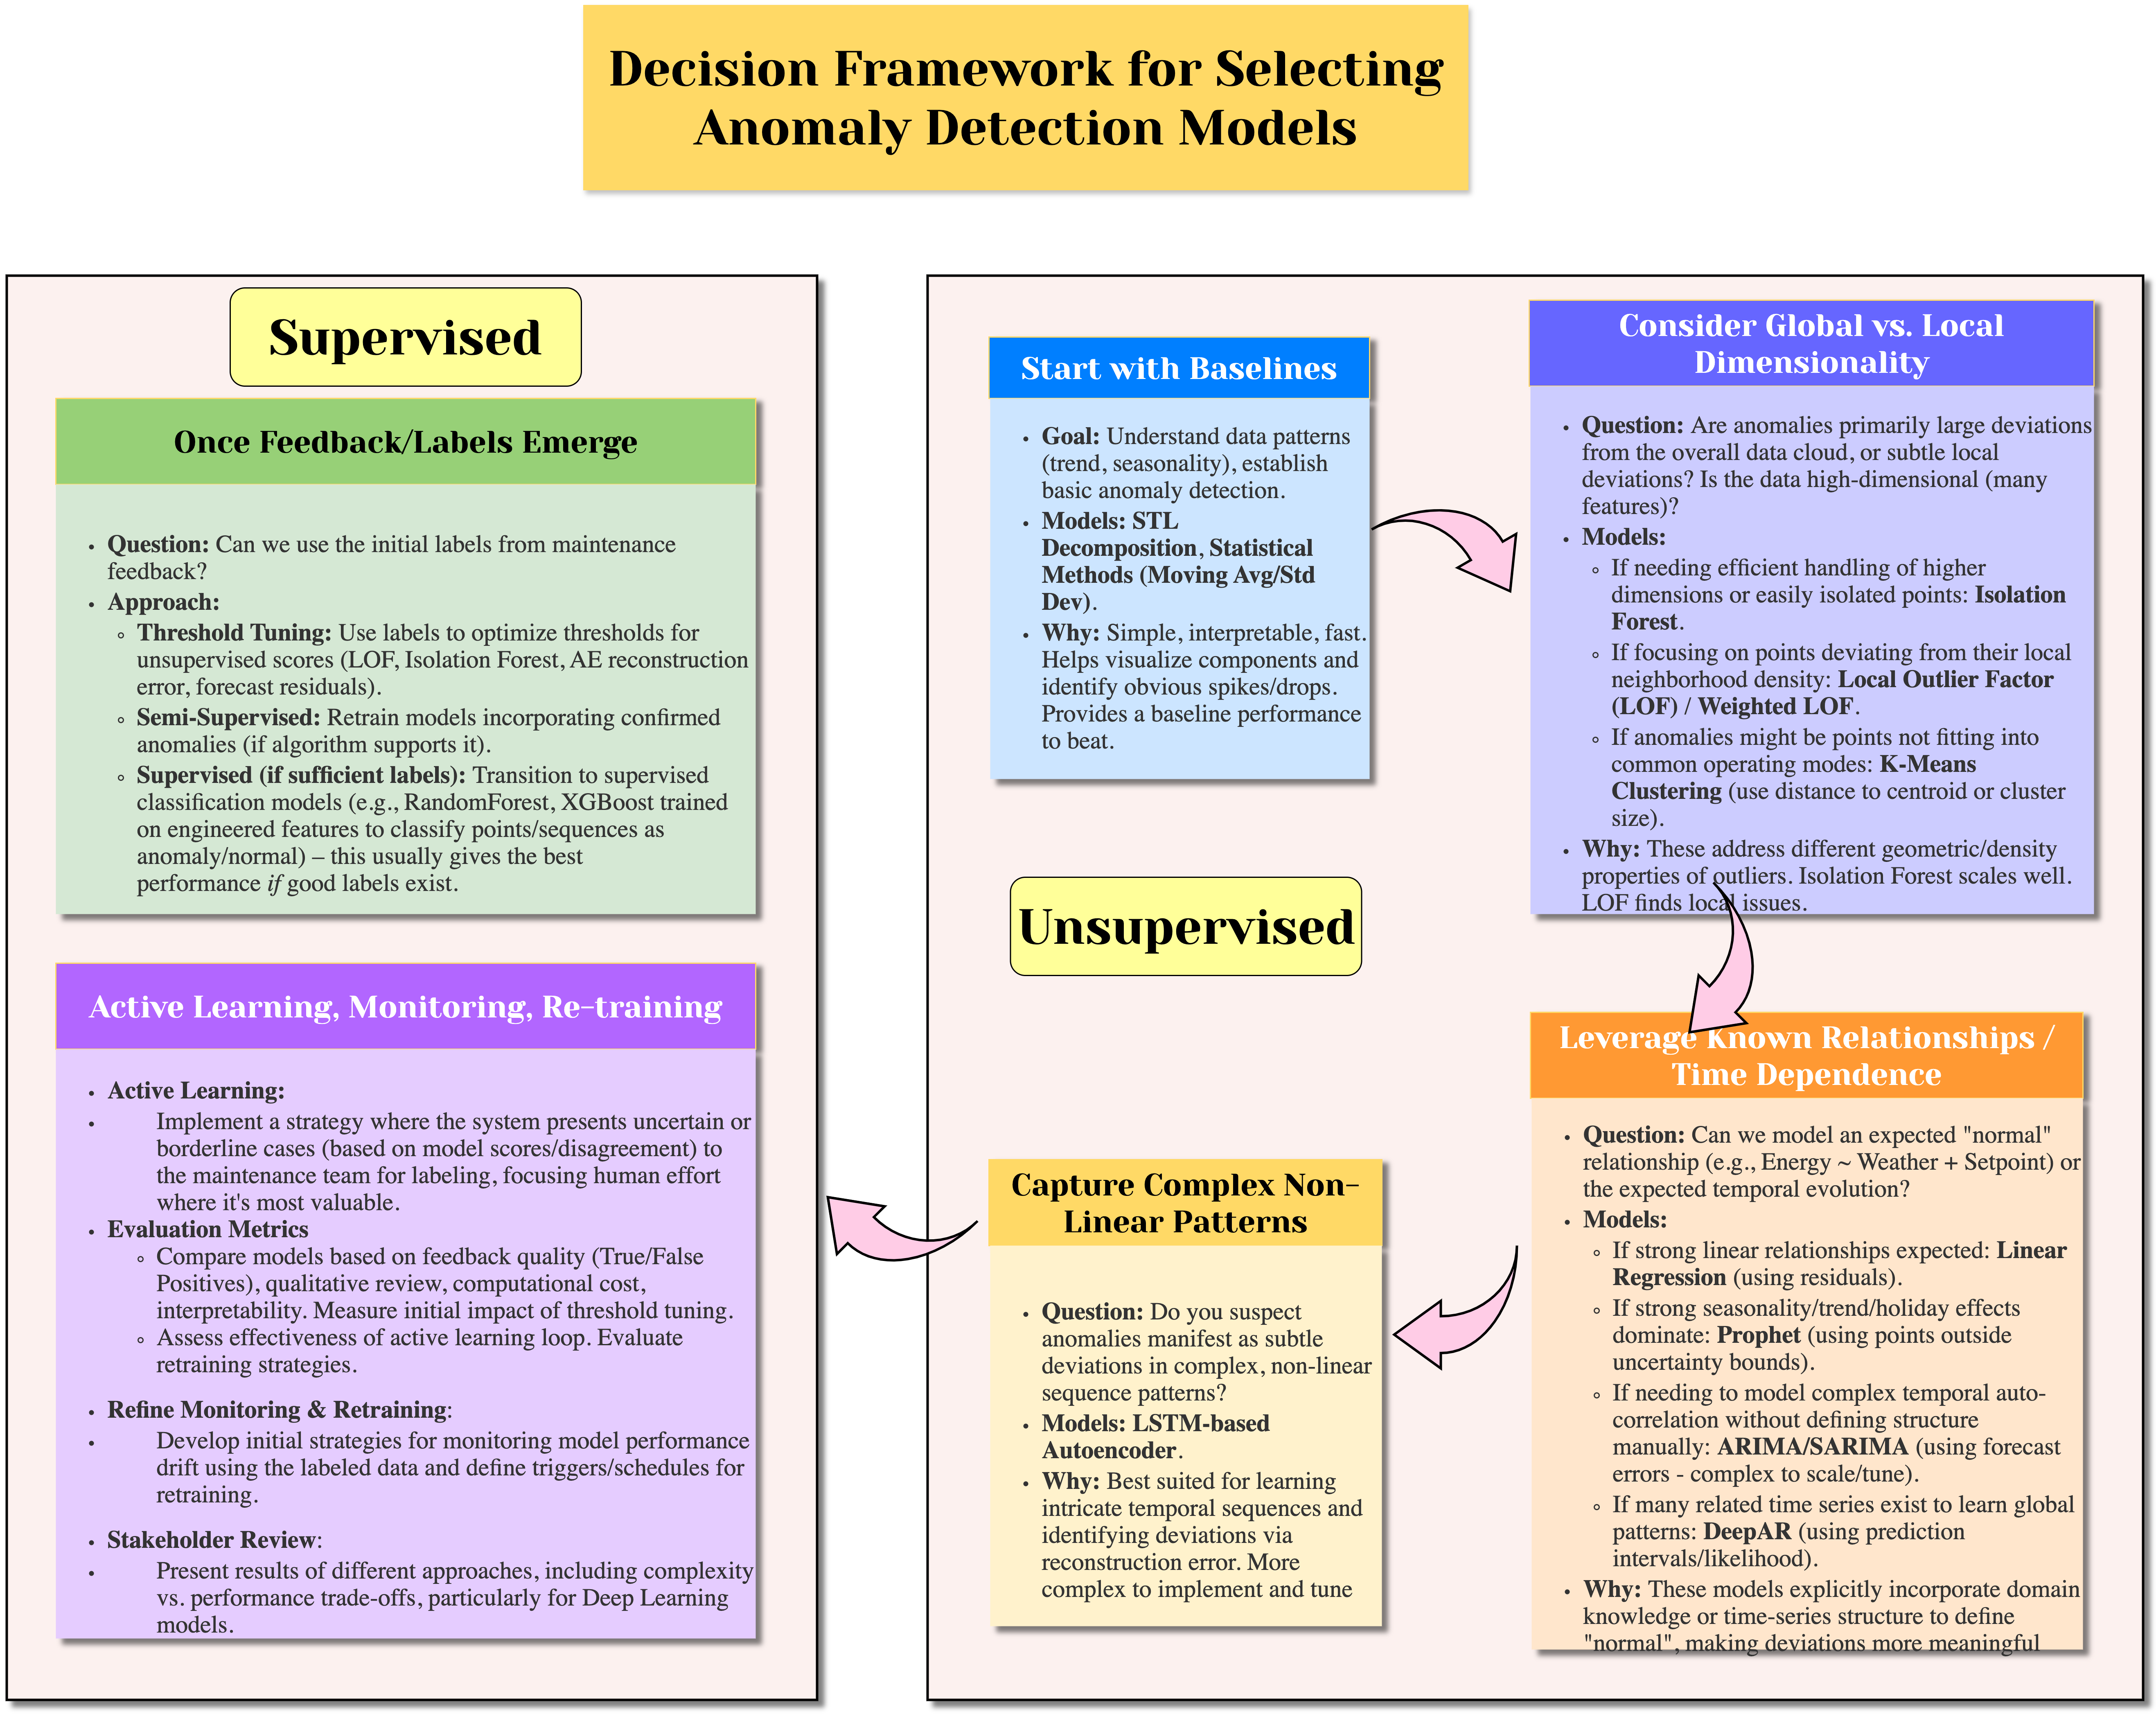 Decision Framework for Selecting
Anomaly Detection Models
Supervised
Once Feedback/Labels Emerge
• Question: Can we use the initial labels from maintenance
feedback?
• Approach:
◦ Threshold Tuning: Use labels to optimize thresholds for
unsupervised scores (LOF, Isolation Forest, AE reconstruction
error, forecast residuals).
◦ Semi-Supervised: Retrain models incorporating confirmed
anomalies (if algorithm supports it).
◦ Supervised (if sufficient labels): Transition to supervised
classification models (e.g., RandomForest, XGBoost trained
on engineered features to classify points/sequences as
anomaly/normal) – this usually gives the best
performance if good labels exist.
Active Learning, Monitoring, Re-training
• Active Learning:
• Implement a strategy where the system presents uncertain or
borderline cases (based on model scores/disagreement) to
the maintenance team for labeling, focusing human effort
where it's most valuable.
• Evaluation Metrics
◦ Compare models based on feedback quality (True/False
Positives), qualitative review, computational cost,
interpretability. Measure initial impact of threshold tuning.
◦ Assess effectiveness of active learning loop. Evaluate
retraining strategies.
• Refine Monitoring & Retraining:
• Develop initial strategies for monitoring model performance
drift using the labeled data and define triggers/schedules for
retraining.
• Stakeholder Review:
• Present results of different approaches, including complexity
vs. performance trade-offs, particularly for Deep Learning
models.
Start with Baselines
• Goal: Understand data patterns
(trend, seasonality), establish
basic anomaly detection.
• Models: STL
Decomposition, Statistical
Methods (Moving Avg/Std
Dev).
• Why: Simple, interpretable, fast.
Helps visualize components and
identify obvious spikes/drops.
Provides a baseline performance
to beat.
Consider Global vs. Local
Dimensionality
• Question: Are anomalies primarily large deviations
from the overall data cloud, or subtle local
deviations? Is the data high-dimensional (many
features)?
• Models:
◦ If needing efficient handling of higher
dimensions or easily isolated points: Isolation
Forest.
◦ If focusing on points deviating from their local
neighborhood density: Local Outlier Factor
(LOF) / Weighted LOF.
◦ If anomalies might be points not fitting into
common operating modes: K-Means
Clustering (use distance to centroid or cluster
size).
• Why: These address different geometric/density
properties of outliers. Isolation Forest scales well.
LOF finds local issues.
Unsupervised
Leverage Known Relationships /
Time Dependence
• Question: Can we model an expected "normal"
relationship (e.g., Energy ~ Weather + Setpoint) or
the expected temporal evolution?
• Models:
◦ If strong linear relationships expected: Linear
Regression (using residuals).
◦ If strong seasonality/trend/holiday effects
dominate: Prophet (using points outside
uncertainty bounds).
◦ If needing to model complex temporal auto-
correlation without defining structure
manually: ARIMA/SARIMA (using forecast
errors - complex to scale/tune).
◦ If many related time series exist to learn global
patterns: DeepAR (using prediction
intervals/likelihood).
• Why: These models explicitly incorporate domain
knowledge or time-series structure to define
"normal", making deviations more meaningful
Capture Complex Non-
Linear Patterns
• Question: Do you suspect
anomalies manifest as subtle
deviations in complex, non-linear
sequence patterns?
• Models: LSTM-based
Autoencoder.
• Why: Best suited for learning
intricate temporal sequences and
identifying deviations via
reconstruction error. More
complex to implement and tune